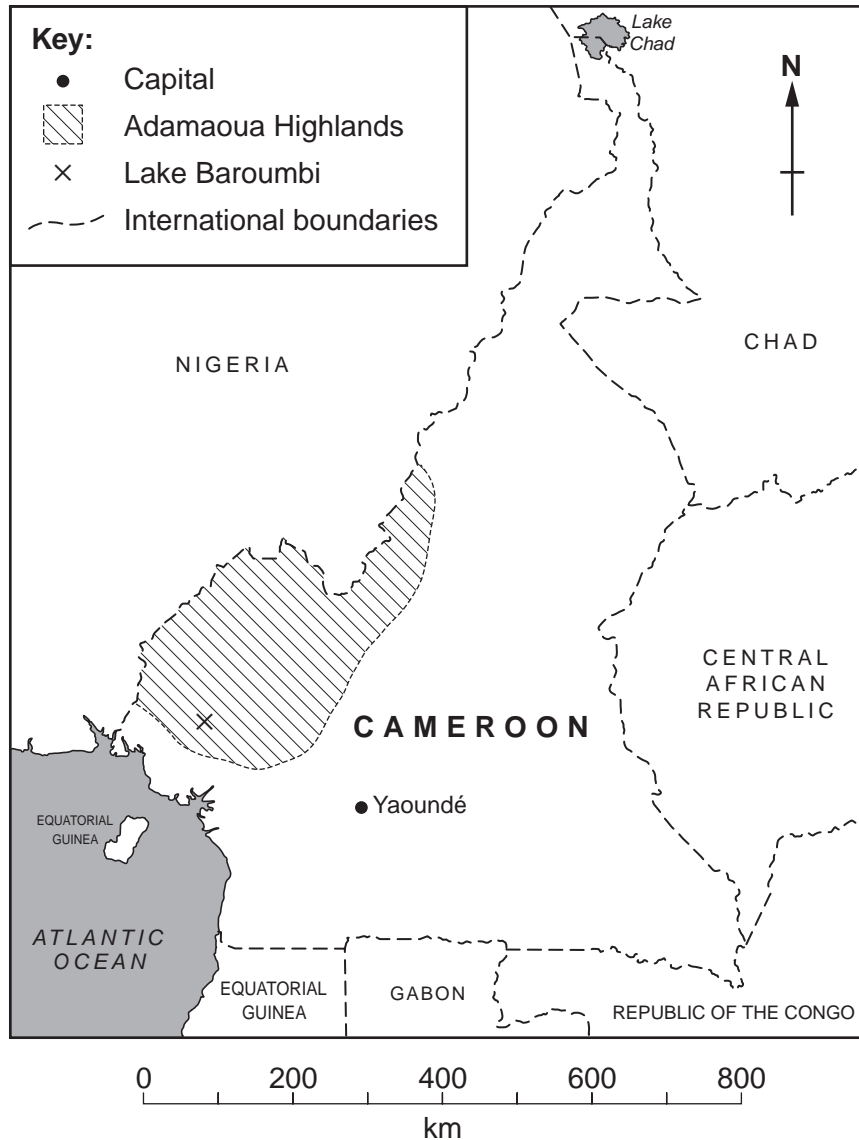 Key:
Capital
Adamaoua Highlands
Lake Baroumbi
International boundaries
Lake
Chad
N
NIGERIA
CHAD
CENTRAL
AFRICAN
REPUBLIC
CAMEROON
Yaoundé
EQUATORIAL
GUINEA
ATLANTIC
OCEAN
EQUATORIAL
GUINEA
GABON
REPUBLIC OF THE CONGO
0 200 400 600 800
km